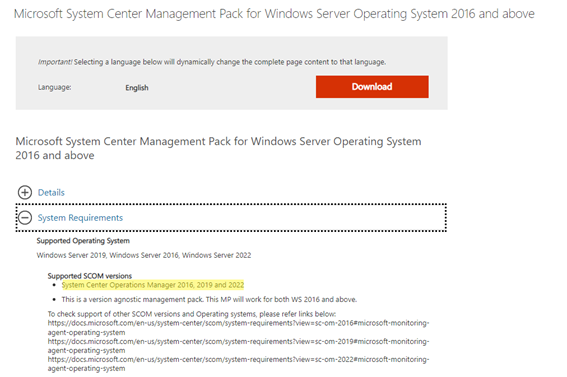 Microsoft System Center Management Pack for Windows Server Operating System 2016 and above
Important! Selecting a language below will dynamically change the complete page content to that language.
Language:
English
Download
Microsoft System Center Management Pack for Windows Server Operating System
2016 and above
Details
System Requirements
Supported Operating System
Windows Server 2019, Windows Server 2016, Windows Server 2022
Supported SCOM versions
• System Center Operations Manager 2016, 2019 and 2022
• This is a version agnostic management pack. This MP will work for both WS 2016 and above.
To check support of other SCOM versions and Operating systems, please refer links below:
https://docs.microsoft.com/en-us/system-center/scom/system-requirements?view=sc-om-2016#microsoft-monitoring-
agent-operating-system
https://docs.microsoft.com/en-us/system-center/scom/system-requirements?view=sc-om-2019#microsoft-monitoring-
agent-operating-system
https://docs.microsoft.com/en-us/system-center/scom/system-requirements?view=sc-om-2022#microsoft-monitoring-
agent-operating-system